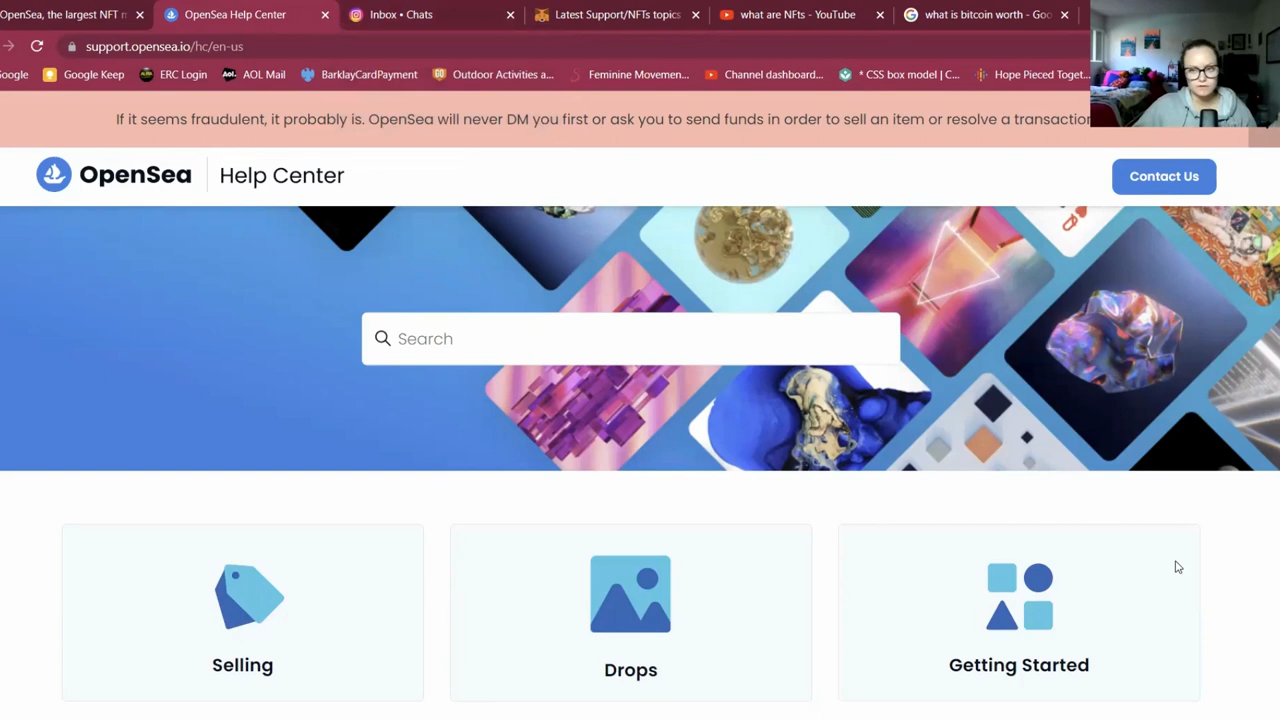 OpenSea, the largest NFT m
OpenSea Help Center
Inbox • Chats
Latest Support/NFTs topics
what are NFts - YouTube
what is bitcoin worth - Goo
support.opensea.io/hc/en-us
Google
Google Keep
ERC Login
AOL Mail
BarklayCardPayment
Outdoor Activities a...
Feminine Movemen...
Channel dashboard...
* CSS box model | C...
Hope Pieced Toget...
If it seems fraudulent, it probably is. OpenSea will never DM you first or ask you to send funds in order to sell an item or resolve a transaction
OpenSea
Help Center
Contact Us
Search
Selling
Drops
Getting Started